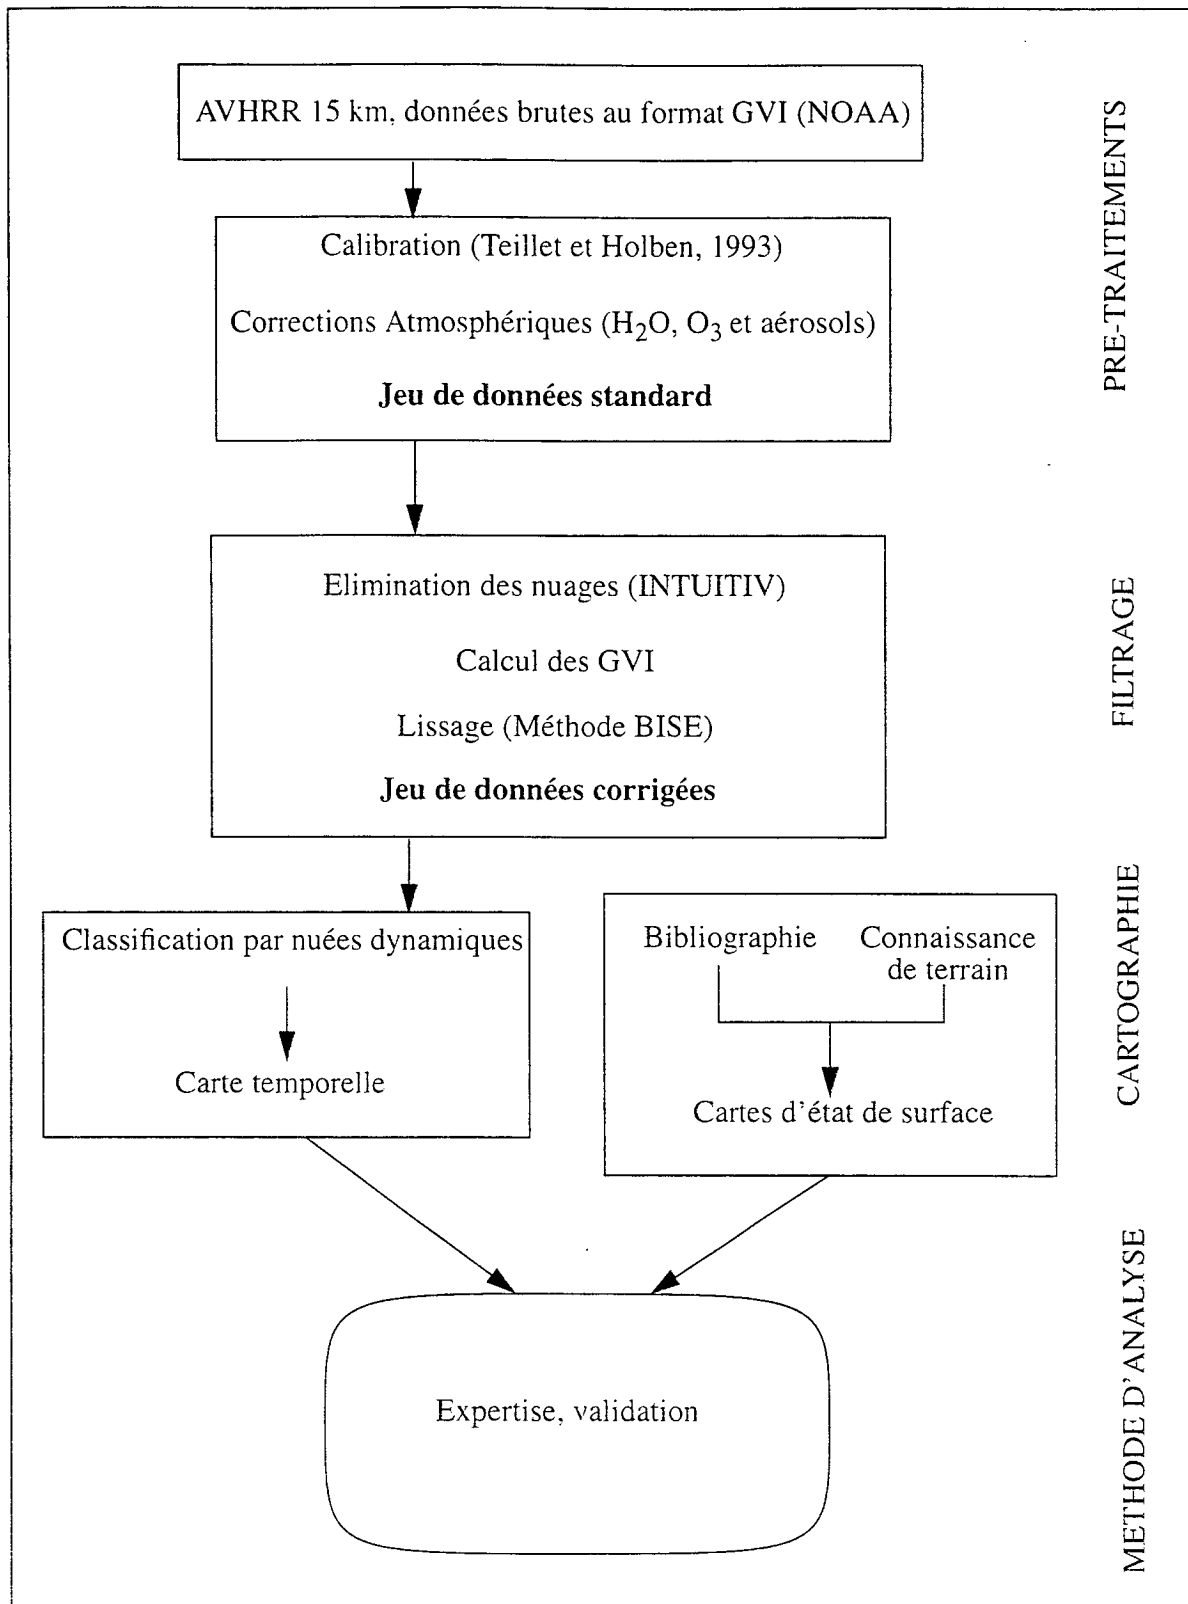 AVHRR 15 km, données brutes au format GVI (NOAA)
Calibration (Teillet et Holben, 1993)
Corrections Atmosphériques (H₂O, O₃ et aérosols)
Jeu de données standard
PRE-TRAITEMENTS
Elimination des nuages (INTUITIV)
Calcul des GVI
Lissage (Méthode BISE)
Jeu de données corrigées
FILTRAGE
Classification par nuées dynamiques
Carte temporelle
Bibliographie
Connaissance
de terrain
Cartes d'état de surface
CARTOGRAPHIE
Expertise, validation
METHODE D'ANALYSE